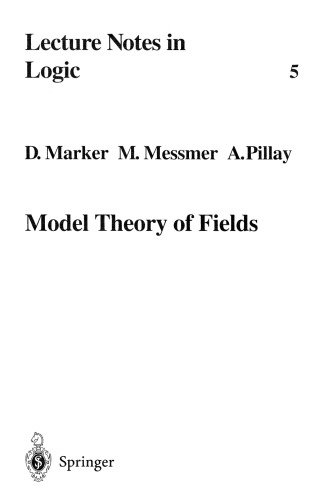 Lecture Notes in
Logic 5
D. Marker M. Messmer A. Pillay
Model Theory of Fields
Springer